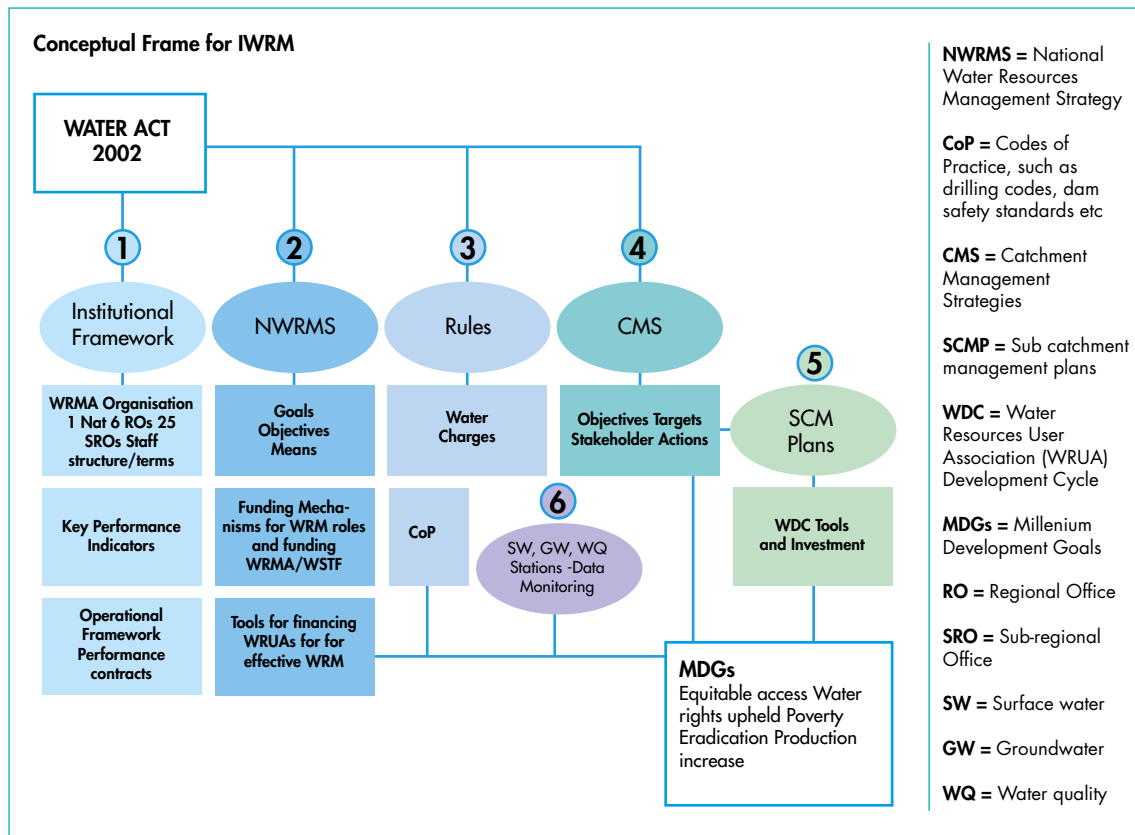 Conceptual Frame for IWRM
WATER ACT
2002
1
2
3
4
Institutional
Framework
NWRMS
Rules
CMS
5
SCM
Plans
WRMA Organisation
1 Nat 6 ROs 25
SROs Staff
structure/terms
Goals
Objectives
Means
Water
Charges
Objectives Targets
Stakeholder Actions
Key Performance
Indicators
Funding Mecha-
nisms for WRM roles
and funding
WRMA/WSTF
CoP
6
SW, GW, WQ
Stations -Data
Monitoring
WDC Tools
and Investment
Operational
Framework
Performance
contracts
Tools for financing
WRUAs for for
effective WRM
MDGs
Equitable access Water
rights upheld Poverty
Eradication Production
increase
NWRMS = National
Water Resources
Management Strategy
CoP = Codes of
Practice, such as
drilling codes, dam
safety standards etc
CMS = Catchment
Management
Strategies
SCMP = Sub catchment
management plans
WDC = Water
Resources User
Association (WRUA)
Development Cycle
MDGs = Millenium
Development Goals
RO = Regional Office
SRO = Sub-regional
Office
SW = Surface water
GW = Groundwater
WQ = Water quality